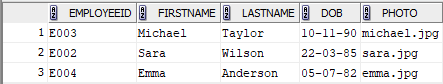 EMPLOYEEID FIRSTNAME LASTNAME DOB PHOTO
1 E003 Michael Taylor 10-11-90 michael.jpg
2 E002 Sara Wilson 22-03-85 sara.jpg
3 E004 Emma Anderson 05-07-82 emma.jpg